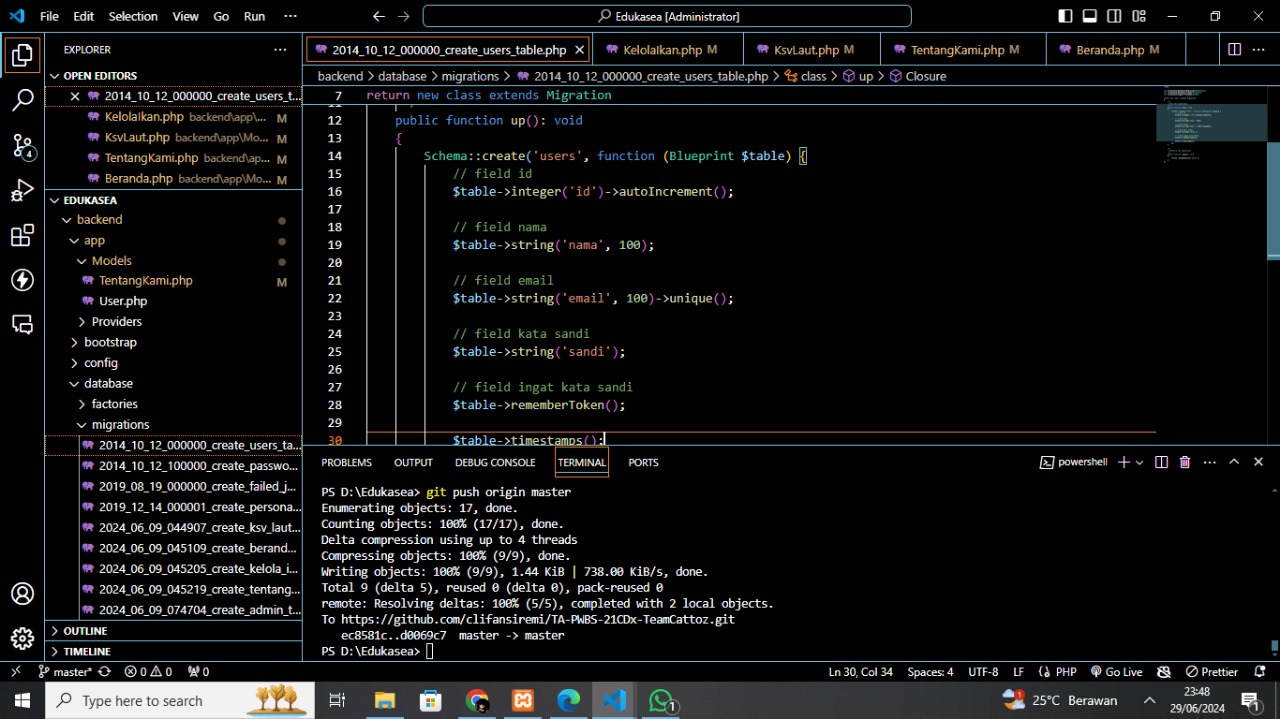 File Edit Selection View Go Run ··· Edukasea [Administrator]
EXPLORER ···
OPEN EDITORS
2014_10_12_000000_create_users_t...
KelolaIkan.php backend\app\... M
KsvLaut.php backend\app\Mo... M
TentangKami.php backend\ap... M
Beranda.php backend\app\Mo... M
EDUKASEA
backend
app
Models
TentangKami.php M
User.php
Providers
bootstrap
config
database
factories
migrations
2014_10_12_000000_create_users_ta...
2014_10_12_100000_create_passwo...
2019_08_19_000000_create_failed_j...
2019_12_14_000001_create_persona...
2024_06_09_044907_create_ksv_laut...
2024_06_09_045109_create_berand...
2024_06_09_045205_create_kelola_i...
2024_06_09_045219_create_tentang...
2024_06_09_074704_create_admin_t...
OUTLINE
TIMELINE
4
2014_10_12_000000_create_users_table.php KelolaIkan.php M KsvLaut.php M TentangKami.php M Beranda.php M ···
backend > database > migrations > 2014_10_12_000000_create_users_table.php > class > up > Closure
7 return new class extends Migration
12 public function up(): void
13 {
14 Schema::create('users', function (Blueprint $table) {
15 // field id
16 $table->integer('id')->autoIncrement();
17
18 // field nama
19 $table->string('nama', 100);
20
21 // field email
22 $table->string('email', 100)->unique();
23
24 // field kata sandi
25 $table->string('sandi');
26
27 // field ingat kata sandi
28 $table->rememberToken();
29
30 $table->timestamps();
PROBLEMS OUTPUT DEBUG CONSOLE TERMINAL PORTS powershell ···
PS D:\Edukasea> git push origin master
Enumerating objects: 17, done.
Counting objects: 100% (17/17), done.
Delta compression using up to 4 threads
Compressing objects: 100% (9/9), done.
Writing objects: 100% (9/9), 1.44 KiB | 738.00 KiB/s, done.
Total 9 (delta 5), reused 0 (delta 0), pack-reused 0
remote: Resolving deltas: 100% (5/5), completed with 2 local objects.
To https://github.com/clifansiremi/TA-PWBS-21CDx-TeamCattoz.git
ec8581c..d0069c7 master -> master
PS D:\Edukasea>
master* 0 0 0 Ln 30, Col 34 Spaces: 4 UTF-8 LF PHP Go Live Prettier
Type here to search 1 1 25°C Berawan 23:48 1
29/06/2024